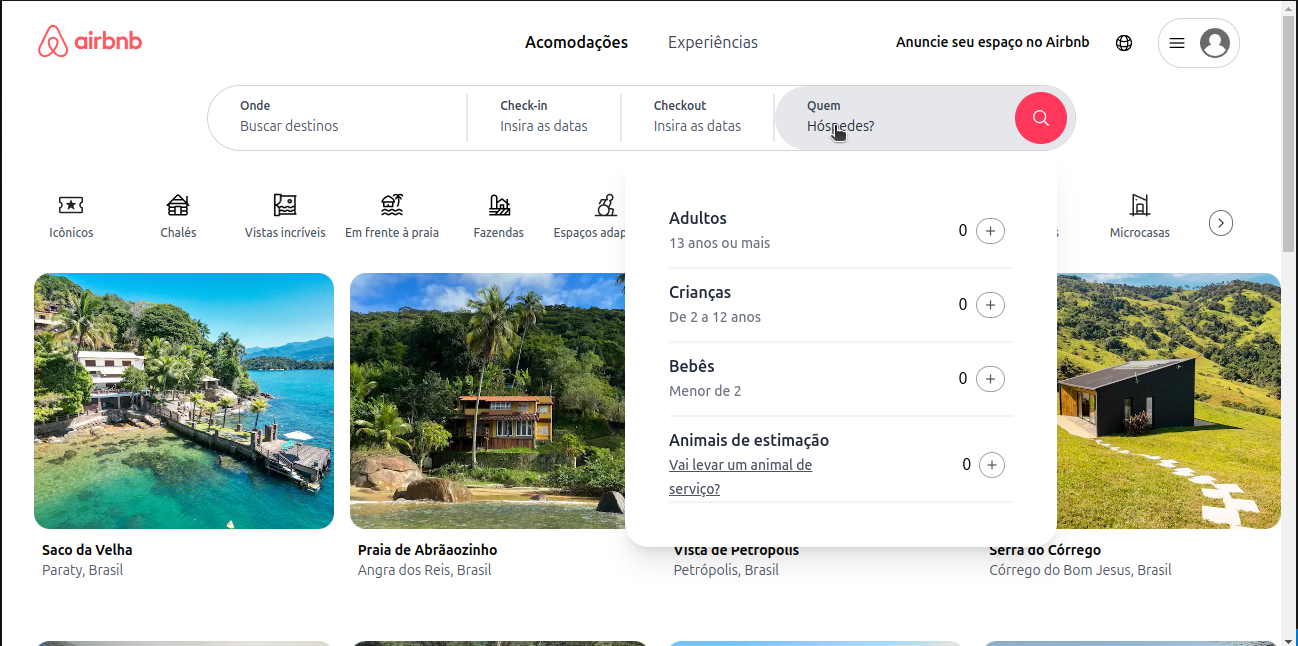 airbnb
Acomodações
Experiências
Anuncie seu espaço no Airbnb
Onde
Buscar destinos
Check-in
Insira as datas
Checkout
Insira as datas
Quem
Hóspedes?
Icônicos
Chalés
Vistas incríveis
Em frente à praia
Fazendas
Espaços adap
Microcasas
Adultos
13 anos ou mais
0
Crianças
De 2 a 12 anos
0
Bebês
Menor de 2
0
Animais de estimação
Vai levar um animal de
serviço?
0
Saco da Velha
Paraty, Brasil
Praia de Abrãaozinho
Angra dos Reis, Brasil
Vista de Petrópolis
Petrópolis, Brasil
Serra do Córrego
Córrego do Bom Jesus, Brasil